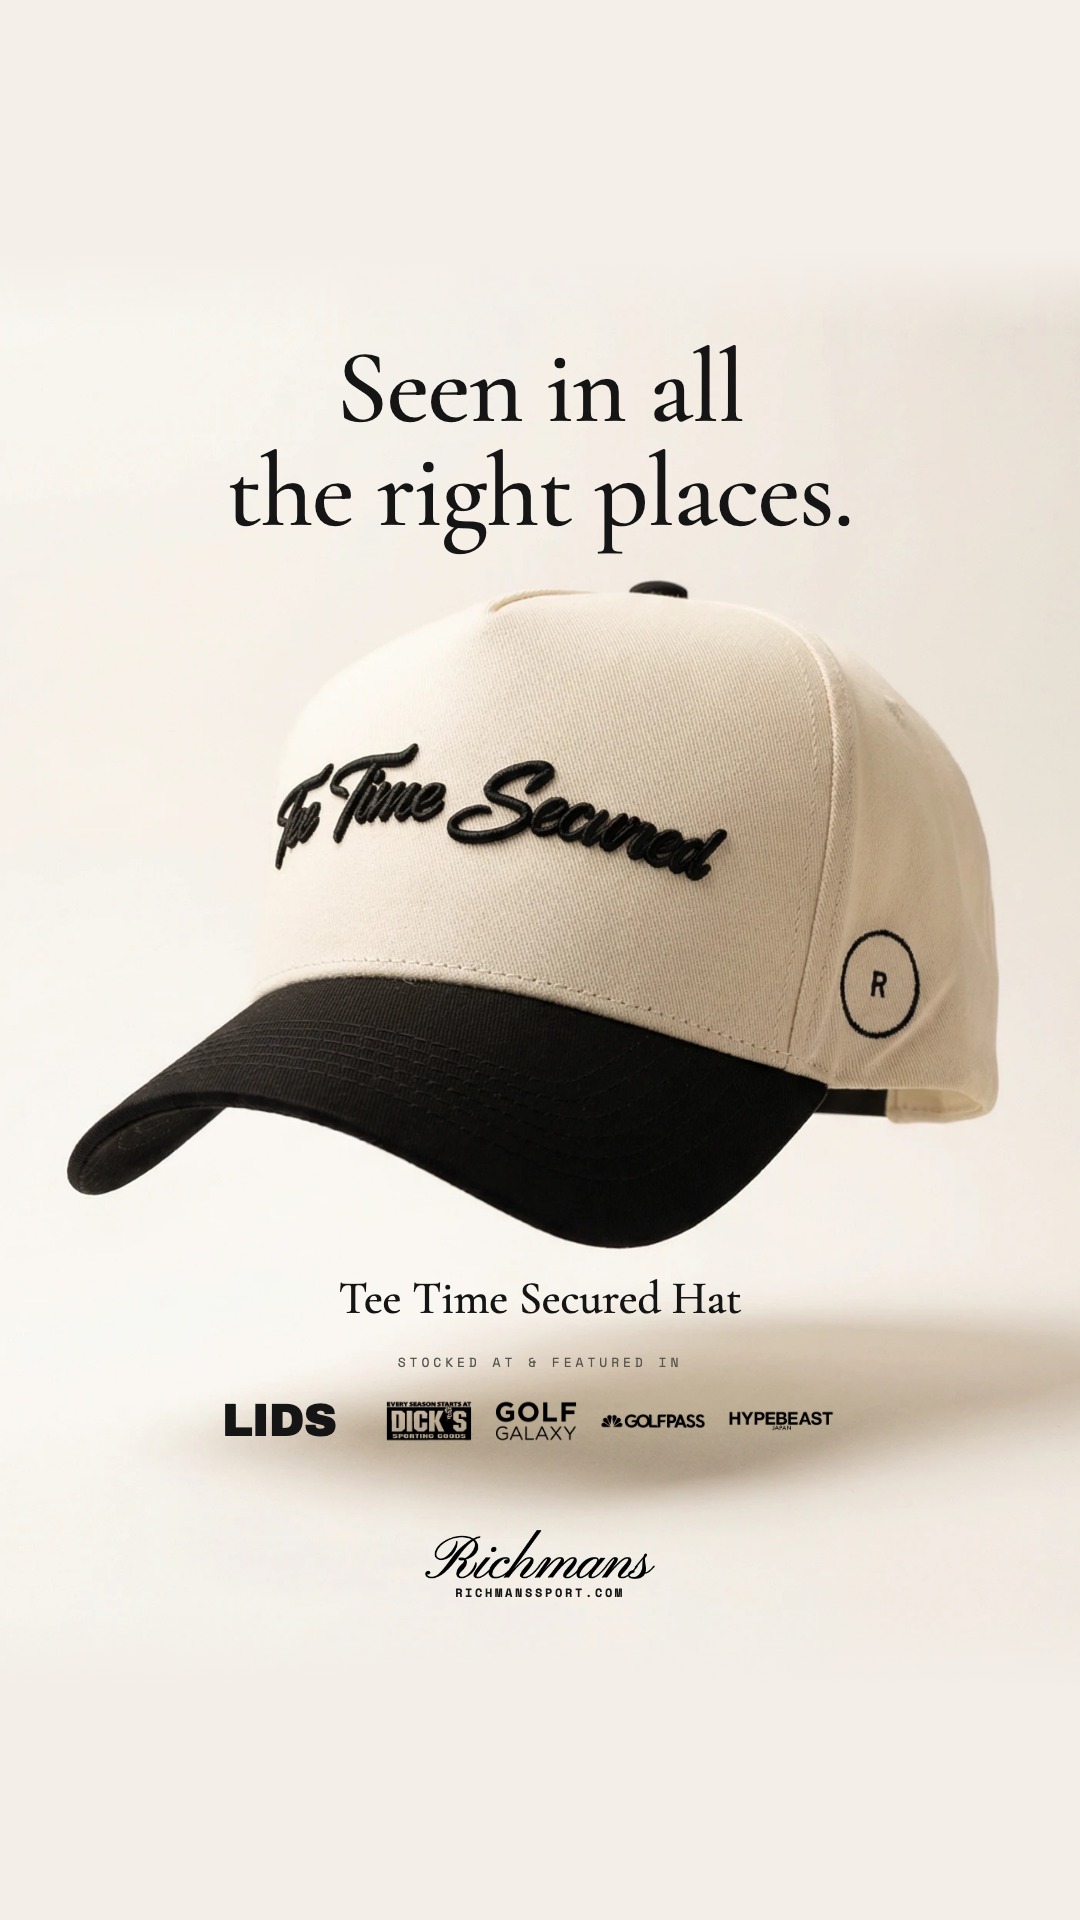 Seen in all
the right places.
Tee Time Secured
R
Tee Time Secured Hat
STOCKED AT & FEATURED IN
LIDS
EVERY SEASON STARTS AT
DICK'S
SPORTING GOODS
GOLF
GALAXY
GOLFPASS
HYPEBEAST
JAPAN
Richmans
RICHMANSSPORT.COM